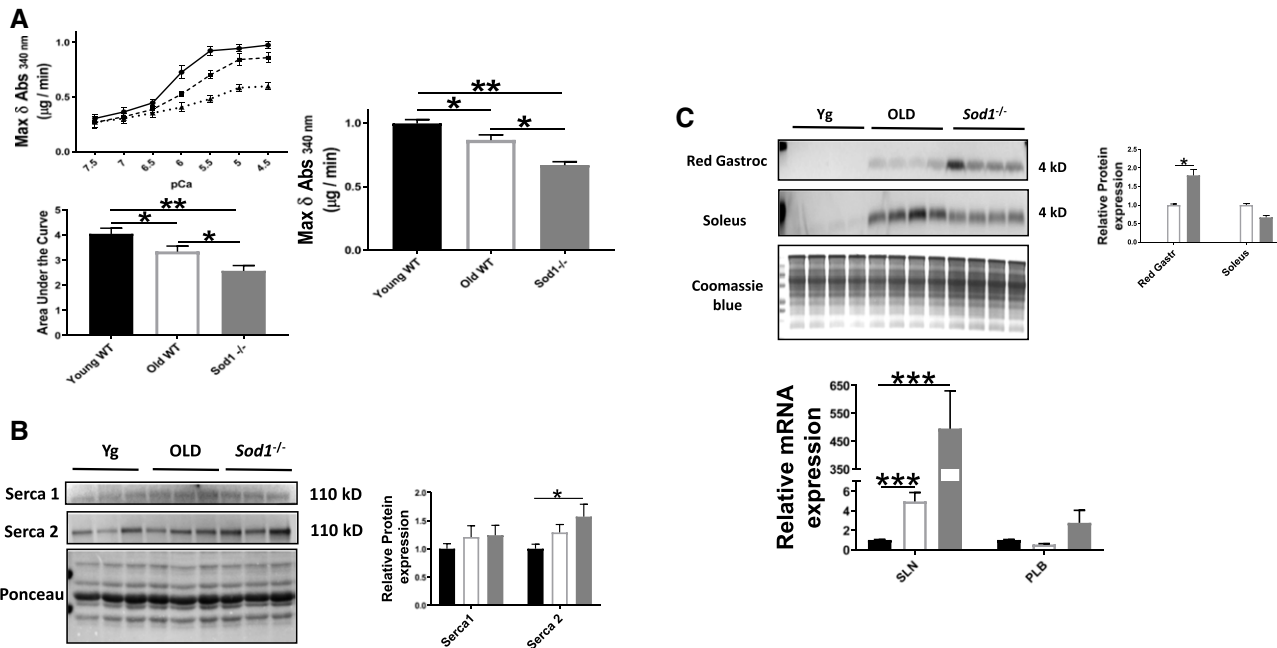 A
Max δ Abs 340 nm
(μg / min)
1.0
0.5
0.0
7.5 7 6.5 6 5.5 5 4.5
pCa
Area Under the Curve
5
4
3
2
1
0
**
*
*
Young WT Old WT Sod1 -/-
Max δ Abs 340 nm
(μg / min)
1.0
0.5
0.0
**
*
*
Young WT Old WT Sod1-/-
B
Yg OLD Sod1-/-
Serca 1 110 kD
Serca 2 110 kD
Ponceau
Relative Protein
expression
2.0
1.5
1.0
0.5
0.0
*
Serca1 Serca 2
C
Yg OLD Sod1-/-
Red Gastroc 4 kD
Soleus 4 kD
Coomassie
blue
Relative Protein
expression
2.5
2.0
1.5
1.0
0.5
0.0
*
Red Gastr Soleus
Relative mRNA
expression
650
550
450
350
6
4
2
0
***
***
SLN PLB